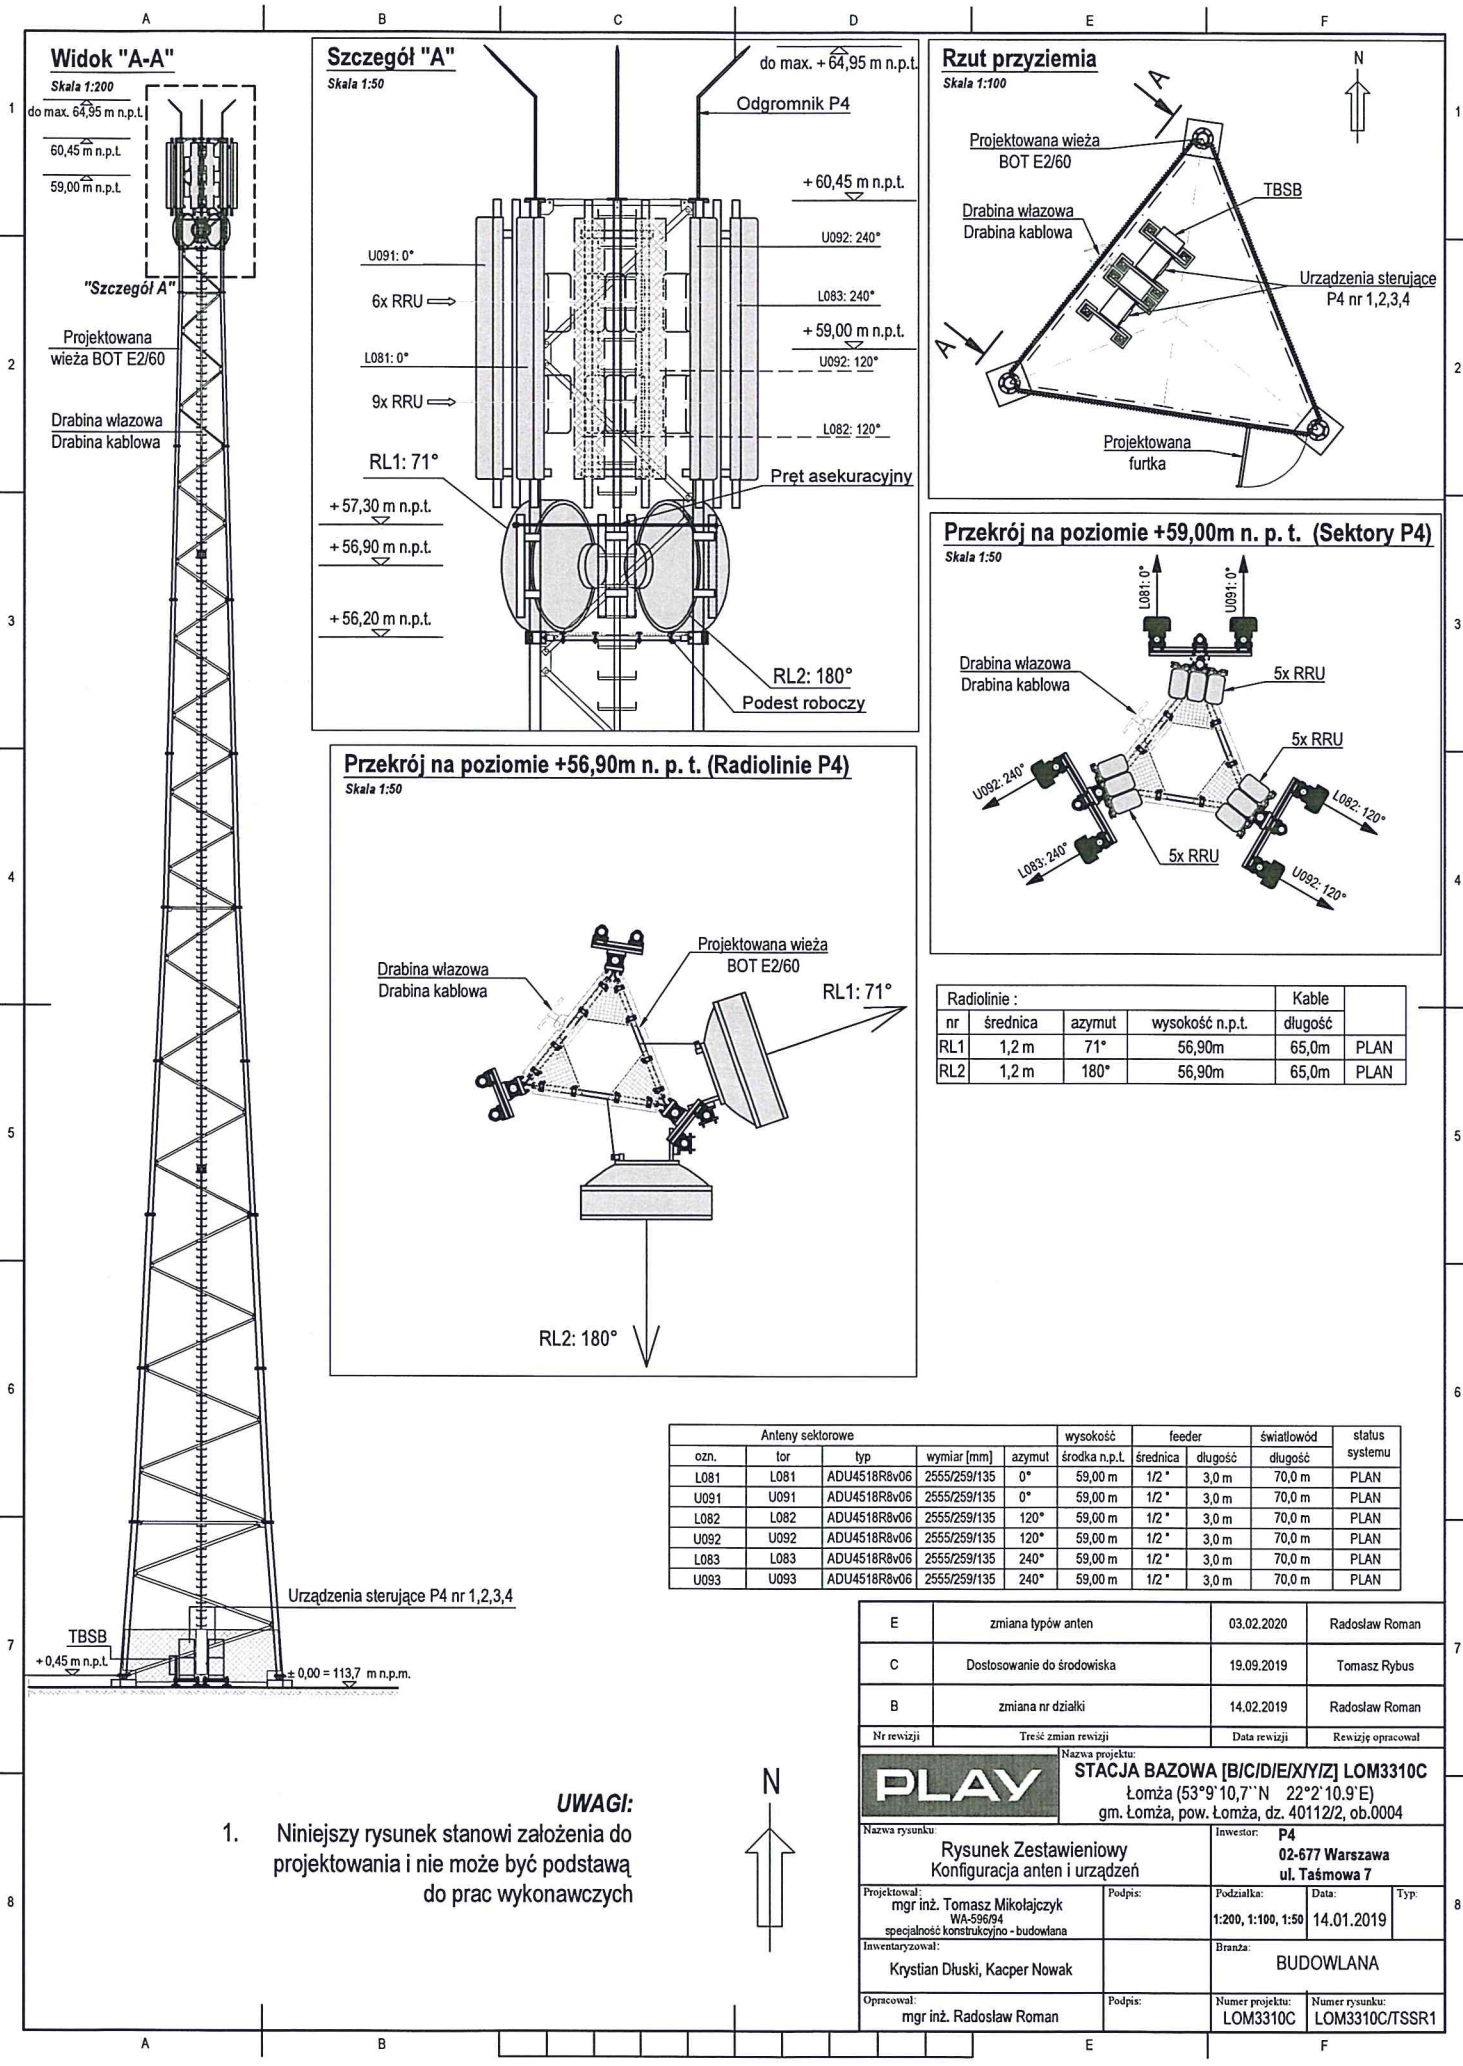 A B C D E F
1
2
3
4
5
6
7
8
Widok "A-A"
Skala 1:200
do max. 64,95 m n.p.t.
60,45 m n.p.t.
59,00 m n.p.t.
"Szczegół A"
Projektowana
wieża BOT E2/60
Drabina włazowa
Drabina kablowa
Urządzenia sterujące P4 nr 1,2,3,4
TBSB
+ 0,45 m n.p.t.
± 0,00 = 113,7 m n.p.m.
Szczegół "A"
Skala 1:50
do max. + 64,95 m n.p.t.
Odgromnik P4
+ 60,45 m n.p.t.
U091: 0°
U092: 240°
6x RRU
L083: 240°
+ 59,00 m n.p.t.
L081: 0°
U092: 120°
9x RRU
L082: 120°
RL1: 71°
Pręt asekuracyjny
+ 57,30 m n.p.t.
+ 56,90 m n.p.t.
+ 56,20 m n.p.t.
RL2: 180°
Podest roboczy
Rzut przyziemia
Skala 1:100
N
A
Projektowana wieża
BOT E2/60
TBSB
Drabina włazowa
Drabina kablowa
Urządzenia sterujące
P4 nr 1,2,3,4
A
Projektowana
furtka
Przekrój na poziomie +59,00m n. p. t. (Sektory P4)
Skala 1:50
L081: 0°
U091: 0°
Drabina włazowa
Drabina kablowa
5x RRU
5x RRU
U092: 240°
L082: 120°
L083: 240°
5x RRU
U092: 120°
Przekrój na poziomie +56,90m n. p. t. (Radiolinie P4)
Skala 1:50
Projektowana wieża
BOT E2/60
Drabina włazowa
Drabina kablowa
RL1: 71°
RL2: 180°
Radiolinie : Kable
nr średnica azymut wysokość n.p.t. długość
RL1 1,2 m 71° 56,90m 65,0m PLAN
RL2 1,2 m 180° 56,90m 65,0m PLAN
Anteny sektorowe wysokość feeder światłowód status
ozn. tor typ wymiar [mm] azymut środka n.p.t. średnica długość długość systemu
L081 L081 ADU4518R8v06 2555/259/135 0° 59,00 m 1/2 " 3,0 m 70,0 m PLAN
U091 U091 ADU4518R8v06 2555/259/135 0° 59,00 m 1/2 " 3,0 m 70,0 m PLAN
L082 L082 ADU4518R8v06 2555/259/135 120° 59,00 m 1/2 " 3,0 m 70,0 m PLAN
U092 U092 ADU4518R8v06 2555/259/135 120° 59,00 m 1/2 " 3,0 m 70,0 m PLAN
L083 L083 ADU4518R8v06 2555/259/135 240° 59,00 m 1/2 " 3,0 m 70,0 m PLAN
U093 U093 ADU4518R8v06 2555/259/135 240° 59,00 m 1/2 " 3,0 m 70,0 m PLAN
E zmiana typów anten 03.02.2020 Radosław Roman
C Dostosowanie do środowiska 19.09.2019 Tomasz Rybus
B zmiana nr działki 14.02.2019 Radosław Roman
Nr rewizji Treść zmian rewizji Data rewizji Rewizję opracował
PLAY
Nazwa projektu:
STACJA BAZOWA [B/C/D/E/X/Y/Z] LOM3310C
Łomża (53°9`10,7``N 22°2`10.9`E)
gm. Łomża, pow. Łomża, dz. 40112/2, ob.0004
Nazwa rysunku:
Rysunek Zestawieniowy
Konfiguracja anten i urządzeń
Inwestor: P4
02-677 Warszawa
ul. Taśmowa 7
Projektował:
mgr inż. Tomasz Mikołajczyk
WA-596/94
specjalność konstrukcyjno - budowlana
Podpis:
Podziałka:
1:200, 1:100, 1:50
Data:
14.01.2019
Typ:
Inwentaryzował:
Krystian Dłuski, Kacper Nowak
Branża:
BUDOWLANA
Opracował:
mgr inż. Radosław Roman
Podpis:
Numer projektu:
LOM3310C
Numer rysunku:
LOM3310C/TSSR1
UWAGI:
1. Niniejszy rysunek stanowi założenia do
projektowania i nie może być podstawą
do prac wykonawczych
N
1
2
3
4
5
6
7
8
A B E F